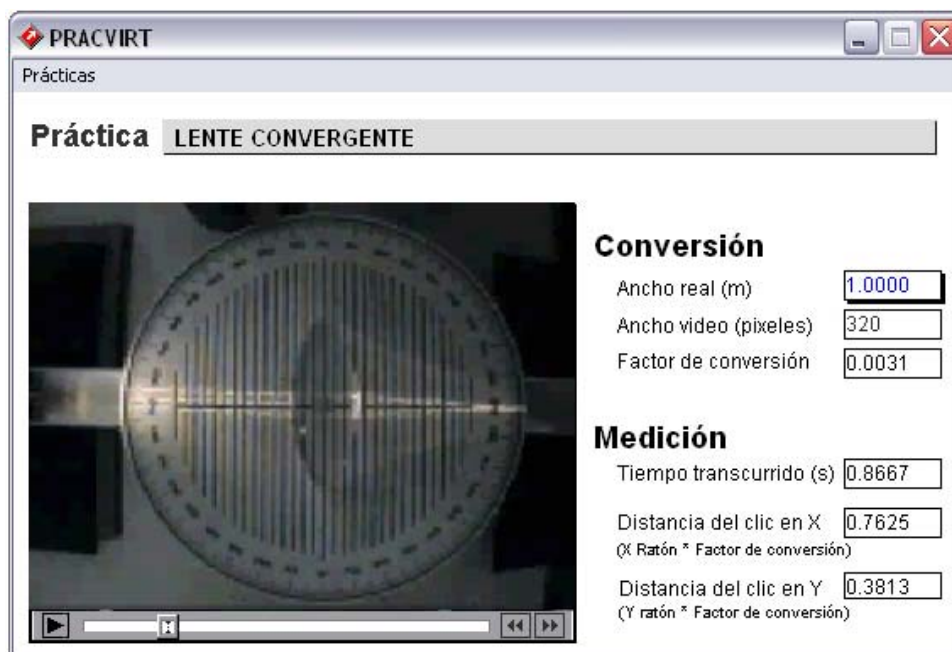 PRACVIRT
Prácticas
Práctica LENTE CONVERGENTE
Conversión
Ancho real (m) 1.0000
Ancho video (pixeles) 320
Factor de conversión 0.0031
Medición
Tiempo transcurrido (s) 0.8667
Distancia del clic en X 0.7625
(X Ratón * Factor de conversión)
Distancia del clic en Y 0.3813
(Y ratón * Factor de conversión)